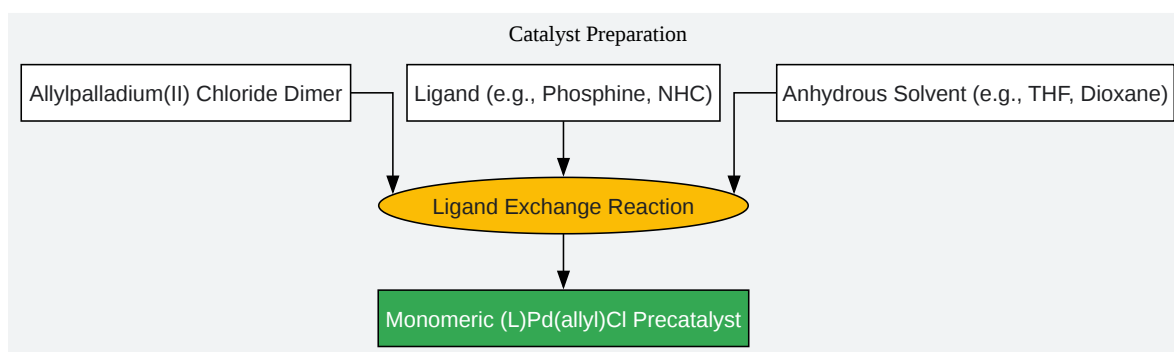 Catalyst Preparation
Allylpalladium(II) Chloride Dimer
Ligand (e.g., Phosphine, NHC)
Anhydrous Solvent (e.g., THF, Dioxane)
Ligand Exchange Reaction
Monomeric (L)Pd(allyl)Cl Precatalyst